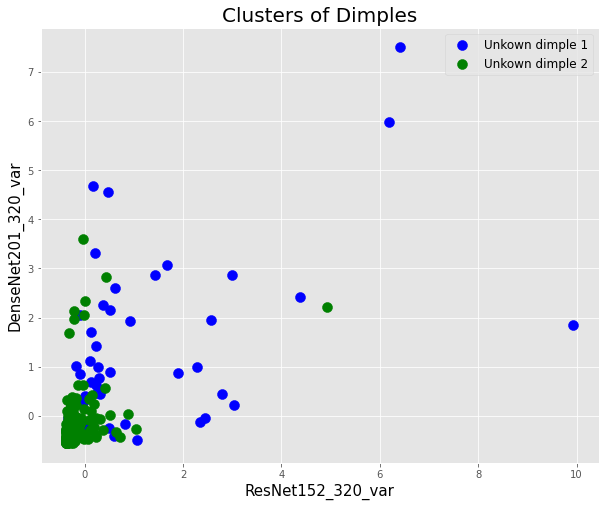 Clusters of Dimples
Unkown dimple 1
Unkown dimple 2
7
6
5
4
3
2
1
0
DenseNet201_320_var
0 2 4 6 8 10
ResNet152_320_var